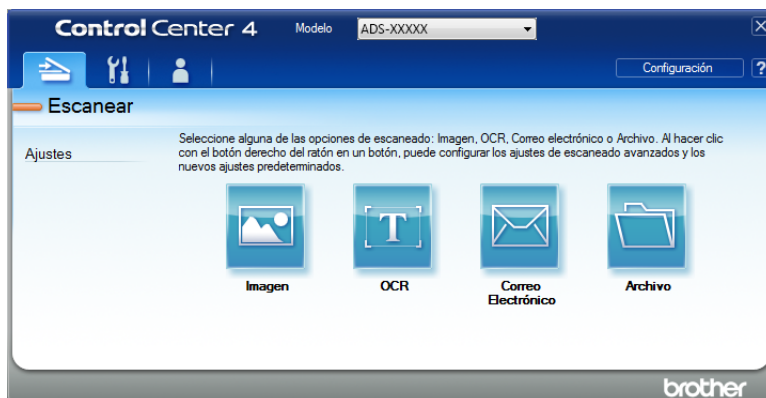 Control Center 4 Modelo ADS-XXXXX
Configuración ?
Escanear
Ajustes
Seleccione alguna de las opciones de escaneado: Imagen, OCR, Correo electrónico o Archivo. Al hacer clic
con el botón derecho del ratón en un botón, puede configurar los ajustes de escaneado avanzados y los
nuevos ajustes predeterminados.
T
Imagen OCR Correo Archivo
Electrónico
brother